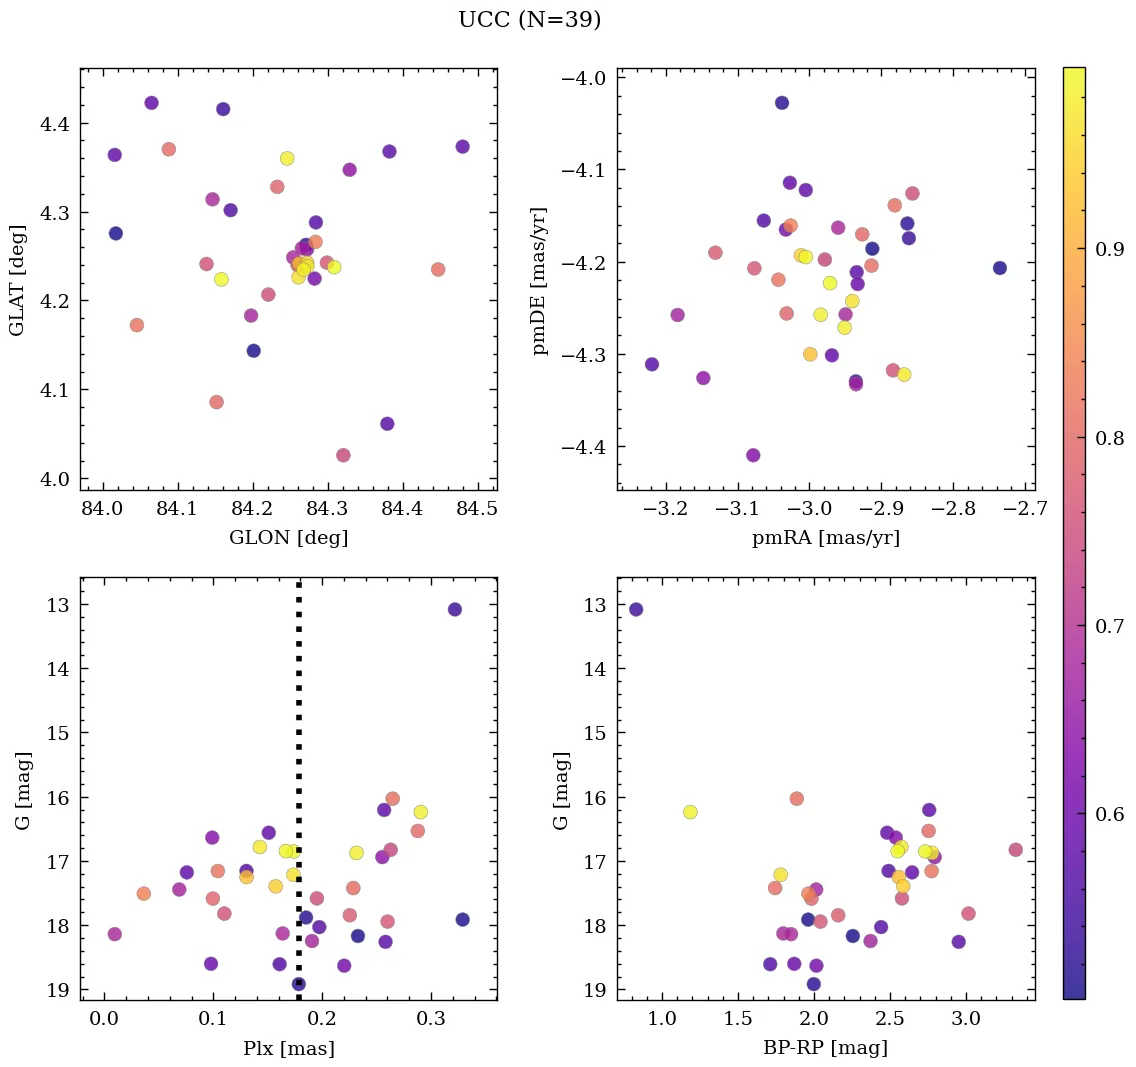 UCC (N=39)
4.4
4.3
4.2
4.1
4.0
GLAT [deg]
84.0 84.1 84.2 84.3 84.4 84.5
GLON [deg]
−4.0
−4.1
−4.2
−4.3
−4.4
pmDE [mas/yr]
−3.2 −3.1 −3.0 −2.9 −2.8 −2.7
pmRA [mas/yr]
13
14
15
16
17
18
19
G [mag]
0.0 0.1 0.2 0.3
Plx [mas]
13
14
15
16
17
18
19
G [mag]
1.0 1.5 2.0 2.5 3.0
BP-RP [mag]
0.9
0.8
0.7
0.6